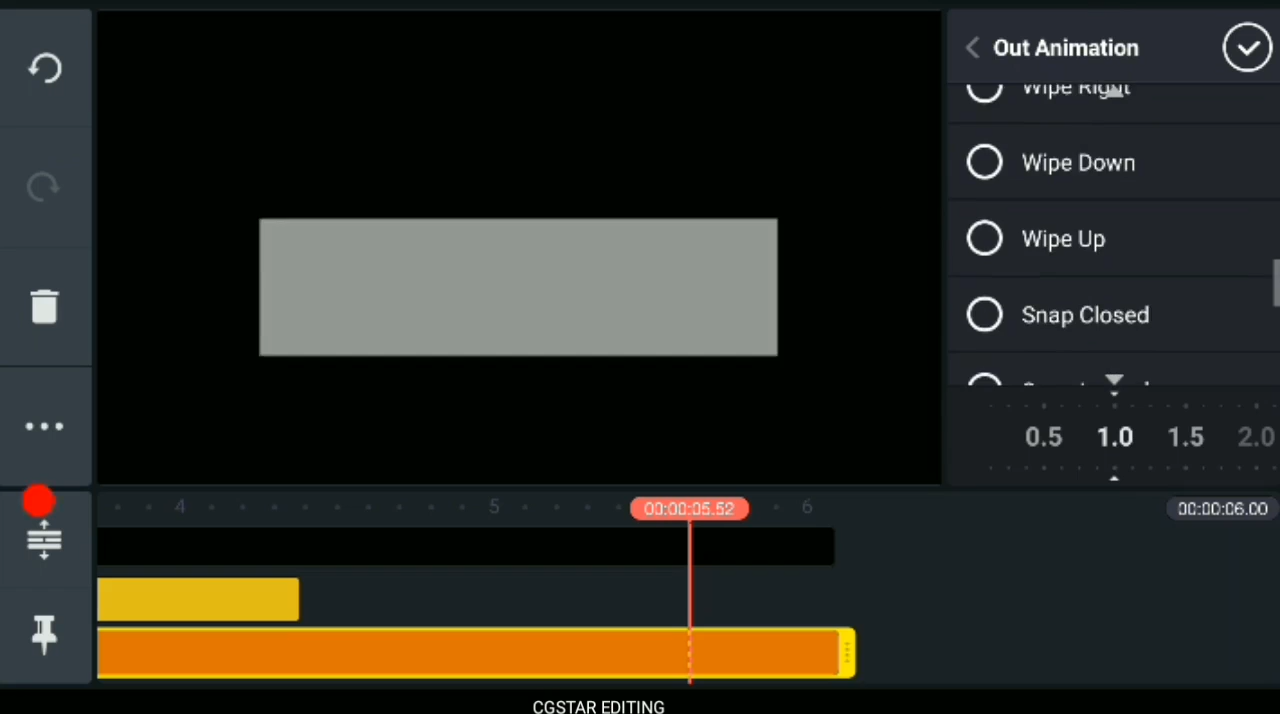 Out Animation
Wipe Right
Wipe Down
Wipe Up
Snap Closed
0.5 1.0 1.5 2.0
4 5 00:00:05.52 6 00:00:06.00
CGSTAR EDITING